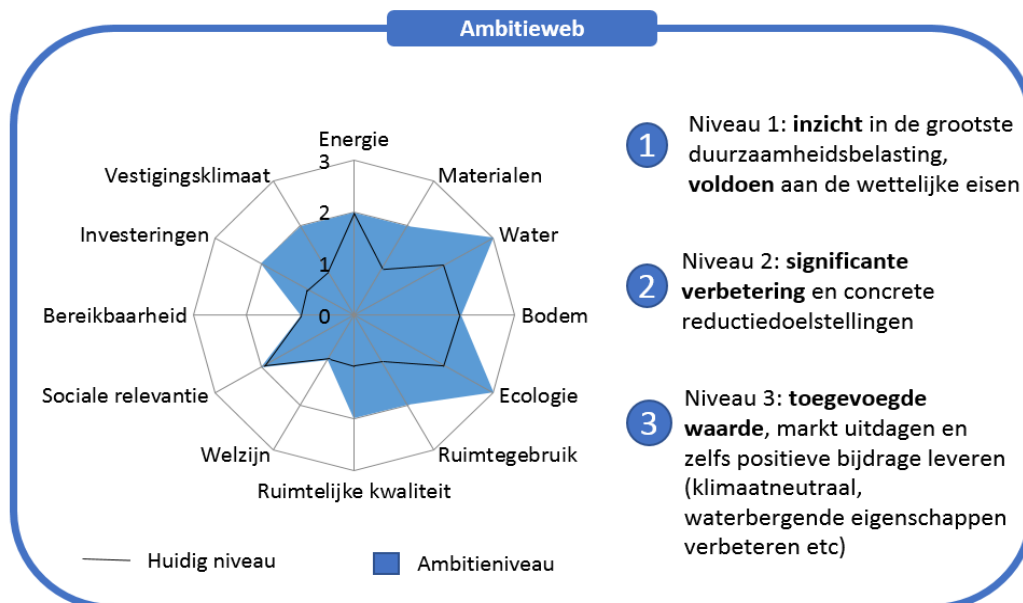 Ambitieweb
Energie
Materialen
Water
Bodem
Ecologie
Ruimtegebruik
Ruimtelijke kwaliteit
Welzijn
Sociale relevantie
Bereikbaarheid
Investeringen
Vestigingsklimaat
3
2
1
0
Huidig niveau
Ambitieniveau
1
Niveau 1: inzicht in de grootste
duurzaamheidsbelasting,
voldoen aan de wettelijke eisen
2
Niveau 2: significante
verbetering en concrete
reductiedoelstellingen
3
Niveau 3: toegevoegde
waarde, markt uitdagen en
zelfs positieve bijdrage leveren
(klimaatneutraal,
waterbergende eigenschappen
verbeteren etc)